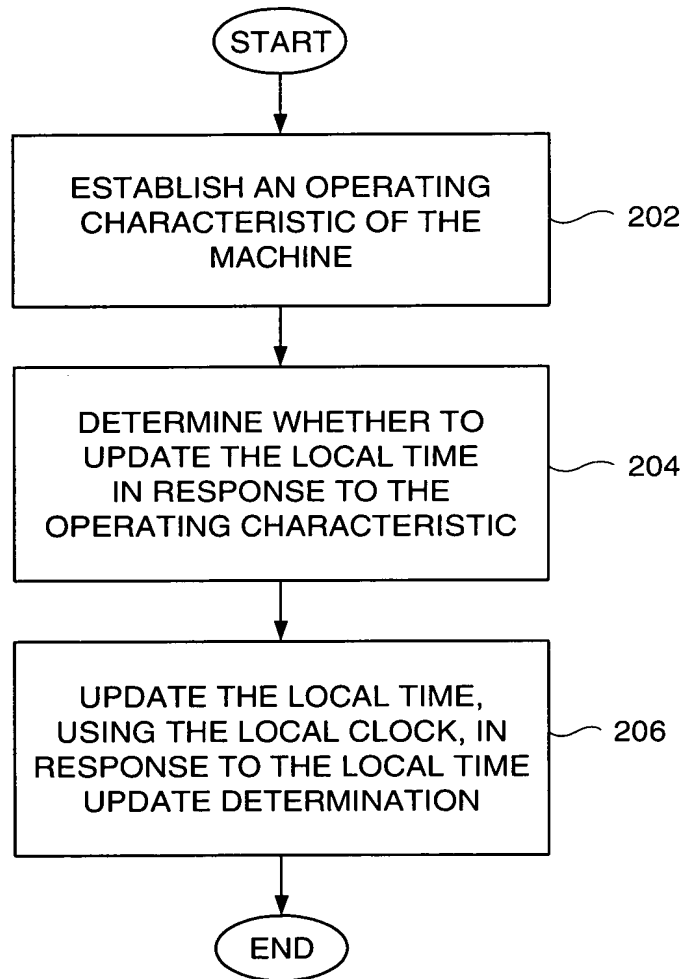 START
ESTABLISH AN OPERATING
CHARACTERISTIC OF THE
MACHINE
202
DETERMINE WHETHER TO
UPDATE THE LOCAL TIME
IN RESPONSE TO THE
OPERATING CHARACTERISTIC
204
UPDATE THE LOCAL TIME,
USING THE LOCAL CLOCK, IN
RESPONSE TO THE LOCAL TIME
UPDATE DETERMINATION
206
END